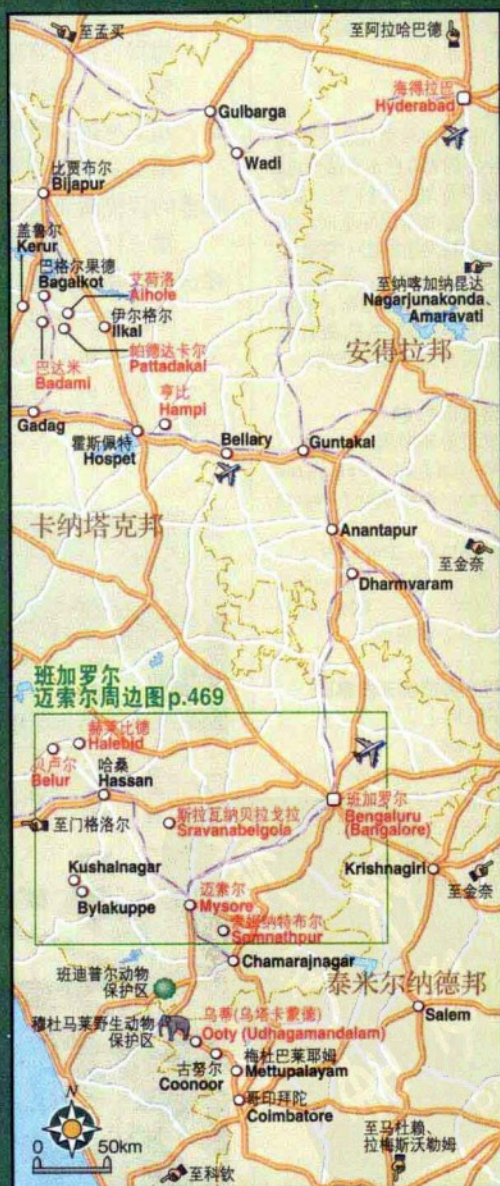 至孟买
至阿拉哈巴德
海得拉巴
Hyderabad
Gulbarga
Wadi
比贾布尔
Bijapur
盖鲁尔
Kerur
巴格尔果德
Bagalkot
艾荷洛
Aihole
伊尔格尔
Ilkal
至纳喀加纳昆达
Nagarjunakonda、
Amaravati
安得拉邦
帕德达卡尔
Pattadakal
巴达米
Badami
亨比
Hampi
Gadag
霍斯佩特
Hospet
Bellary
Guntakal
卡纳塔克邦
Anantapur
至金奈
Dharmvaram
班加罗尔
迈索尔周边图p.469
赫莱比德
Halebid
贝卢尔
Belur
哈桑
Hassan
至门格洛尔
斯拉瓦纳贝拉戈拉
Sravanabelgola
班加罗尔
Bengaluru
(Bangalore)
Kushalnagar
Bylakuppe
迈索尔
Mysore
Krishnagiri
至金奈
索姆纳特布尔
Somnathpur
Chamarajnagar
班迪普尔动物
保护区
泰米尔纳德邦
Salem
穆杜马莱野生动物
保护区
乌蒂(乌塔卡蒙德)
Ooty (Udhagamandalam)
古努尔
Coonoor
梅杜巴莱耶姆
Mettupalayam
哥印拜陀
Coimbatore
N
0 50km
至科钦
至马杜赖、
拉梅斯沃勒姆